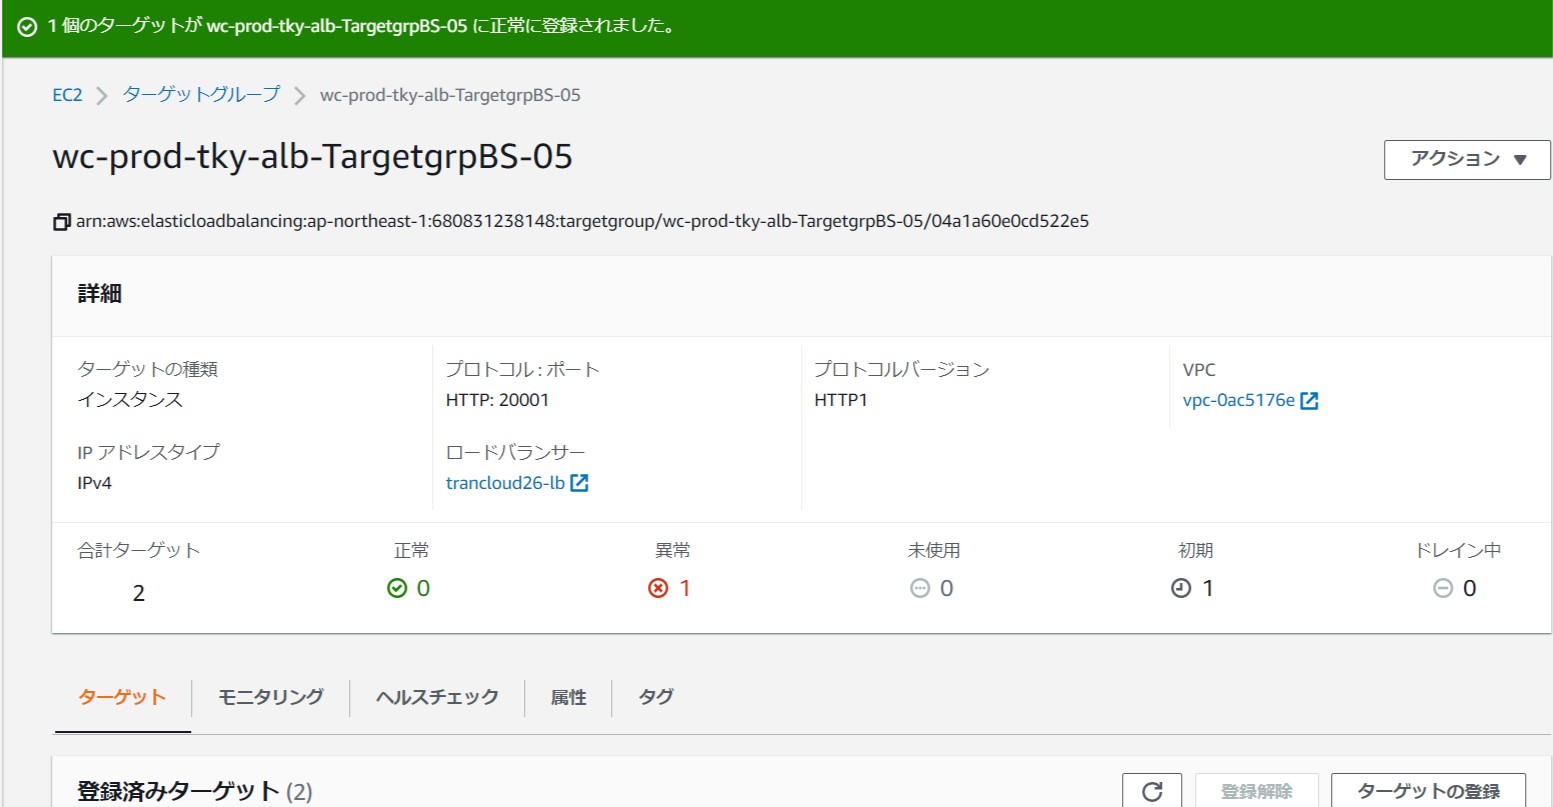 1 個のターゲットが wc-prod-tky-alb-TargetgrpBS-05 に正常に登録されました。
EC2 > ターゲットグループ > wc-prod-tky-alb-TargetgrpBS-05
wc-prod-tky-alb-TargetgrpBS-05
アクション ▼
arn:aws:elasticloadbalancing:ap-northeast-1:680831238148:targetgroup/wc-prod-tky-alb-TargetgrpBS-05/04a1a60e0cd522e5
詳細
ターゲットの種類 プロトコル : ポート プロトコルバージョン VPC
インスタンス HTTP: 20001 HTTP1 vpc-0ac5176e
IP アドレスタイプ ロードバランサー
IPv4 trancloud26-lb
合計ターゲット 正常 異常 未使用 初期 ドレイン中
2 0 1 0 1 0
ターゲット モニタリング ヘルスチェック 属性 タグ
登録済みターゲット (2) 登録解除 ターゲットの登録